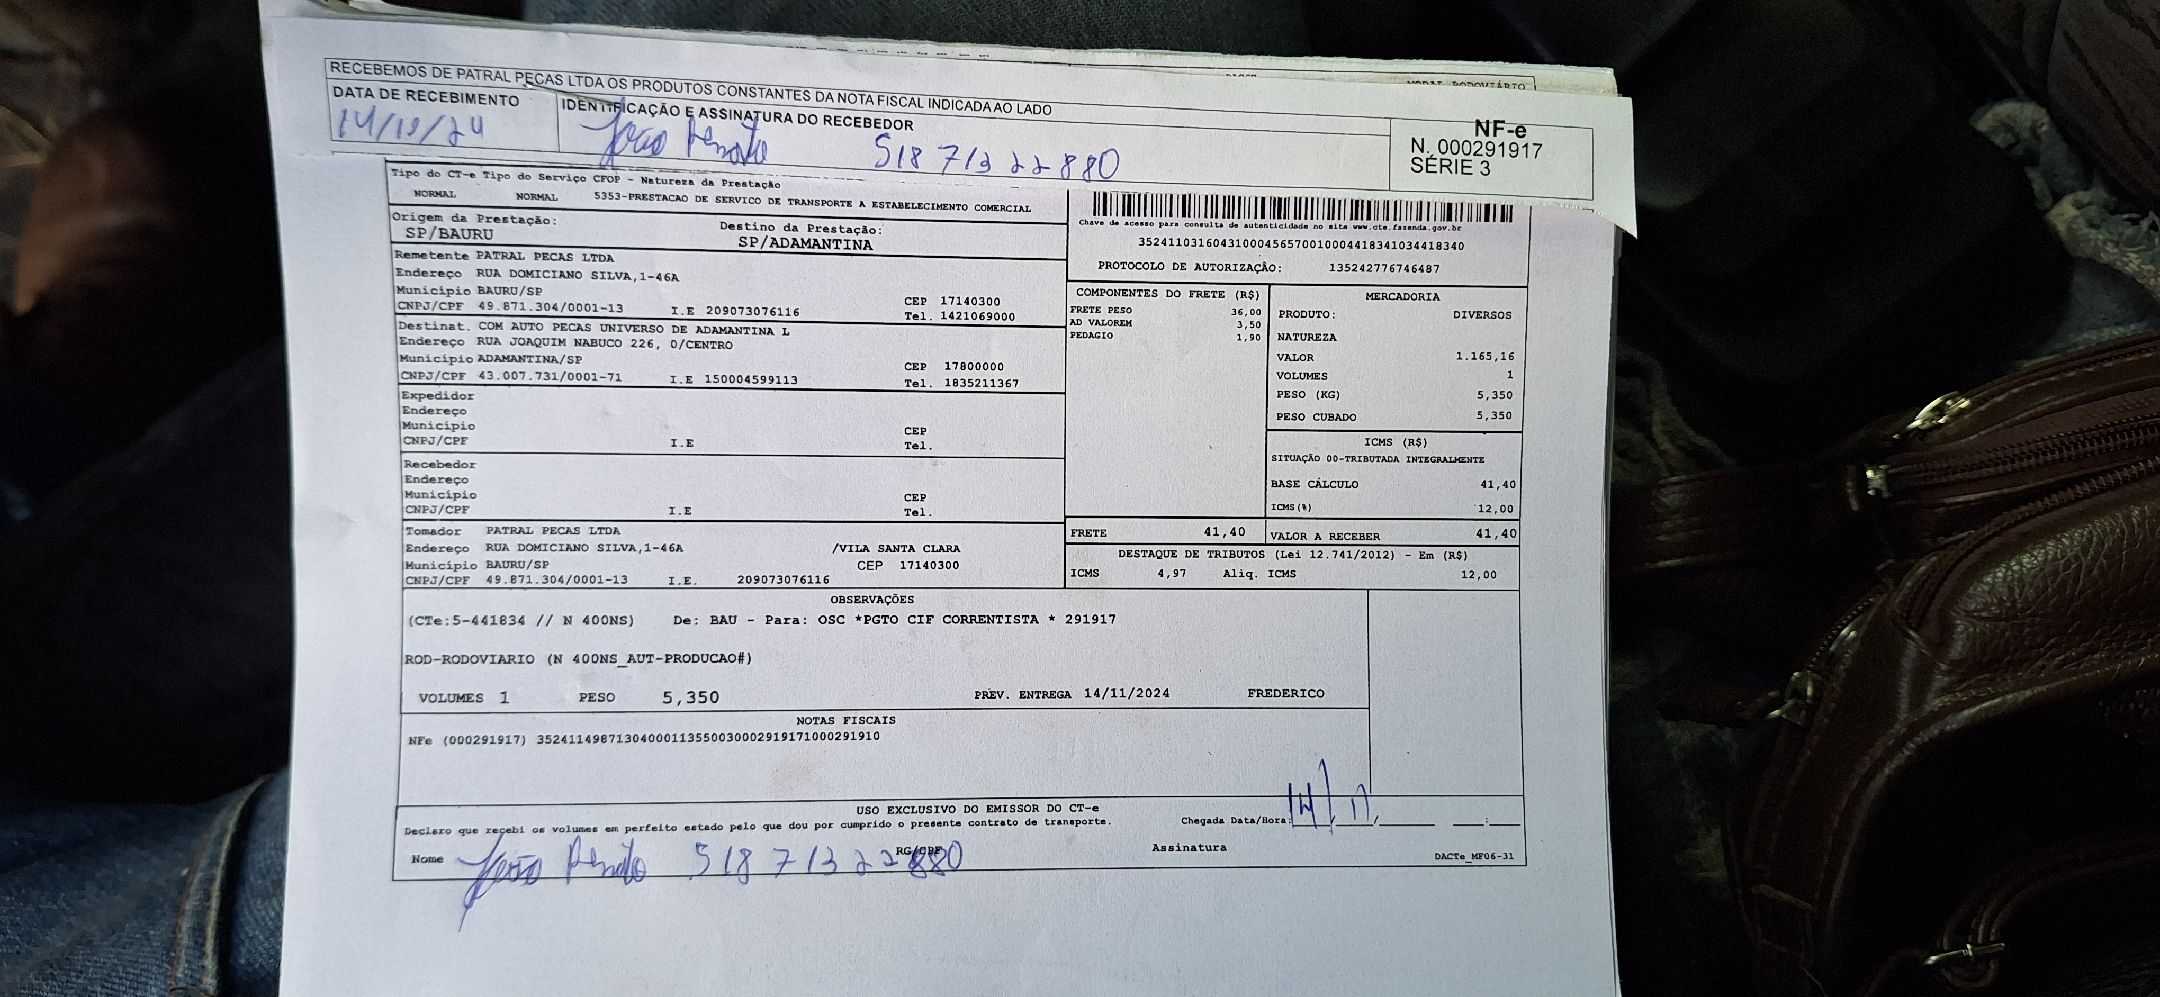 RECEBEMOS DE PATRAL PEÇAS LTDA OS PRODUTOS CONSTANTES DA NOTA FISCAL INDICADA AO LADO
DATA DE RECEBIMENTO
IDENTIFICAÇÃO E ASSINATURA DO RECEBEDOR
João Renato 518 713 22880
NF-e
N. 000291917
SÉRIE 3
Tipo do CT-e Tipo do Serviço CFOP - Natureza da Prestação
NORMAL NORMAL 5353-PRESTACAO DE SERVICO DE TRANSPORTE A ESTABELECIMENTO COMERCIAL
Origem da Prestação: Destino da Prestação:
SP/BAURU SP/ADAMANTINA
Chave de acesso para consulta de autenticidade no site www.cte.fazenda.gov.br
35241103160431000456570010004418341034418340
PROTOCOLO DE AUTORIZAÇÂO: 135242776746487
Remetente PATRAL PECAS LTDA
Endereço RUA DOMICIANO SILVA,1-46A
Município BAURU/SP CEP 17140300
CNPJ/CPF 49.871.304/0001-13 I.E 209073076116 Tel. 1421069000
Destinat. COM AUTO PECAS UNIVERSO DE ADAMANTINA L
Endereço RUA JOAQUIM NABUCO 226, 0/CENTRO
Município ADAMANTINA/SP CEP 17800000
CNPJ/CPF 43.007.731/0001-71 I.E 150004599113 Tel. 1835211367
Expedidor
Endereço
Município CEP
CNPJ/CPF I.E Tel.
Recebedor
Endereço
Município CEP
CNPJ/CPF I.E Tel.
Tomador PATRAL PECAS LTDA
Endereço RUA DOMICIANO SILVA,1-46A /VILA SANTA CLARA
Município BAURU/SP CEP 17140300
CNPJ/CPF 49.871.304/0001-13 I.E. 209073076116
COMPONENTES DO FRETE (R$)
FRETE PESO 36,00
AD VALOREM 3,50
PEDAGIO 1,90
MERCADORIA
PRODUTO: DIVERSOS
NATUREZA
VALOR 1.165,16
VOLUMES 1
PESO (KG) 5,350
PESO CUBADO 5,350
ICMS (R$)
SITUAÇÃO 00-TRIBUTADA INTEGRALMENTE
BASE CÁLCULO 41,40
ICMS(%) 12,00
FRETE 41,40 VALOR A RECEBER 41,40
DESTAQUE DE TRIBUTOS (Lei 12.741/2012) - Em (R$)
ICMS 4,97 Aliq. ICMS 12,00
OBSERVAÇÕES
(CTe:5-441834 // N 400NS) De: BAU - Para: OSC *PGTO CIF CORRENTISTA * 291917
ROD-RODOVIARIO (N 400NS_AUT-PRODUCAO#)
VOLUMES 1 PESO 5,350 PREV. ENTREGA 14/11/2024 FREDERICO
NOTAS FISCAIS
NFe (000291917) 35241149871304000113550030002919171000291910
USO EXCLUSIVO DO EMISSOR DO CT-e
Declaro que recebi os volumes em perfeito estado pelo que dou por cumprido o presente contrato de transporte. Chegada Data/Hora: 14/11
Nome João Renato RG/CPF 518 713 22880 Assinatura
DACTe_MF06-31